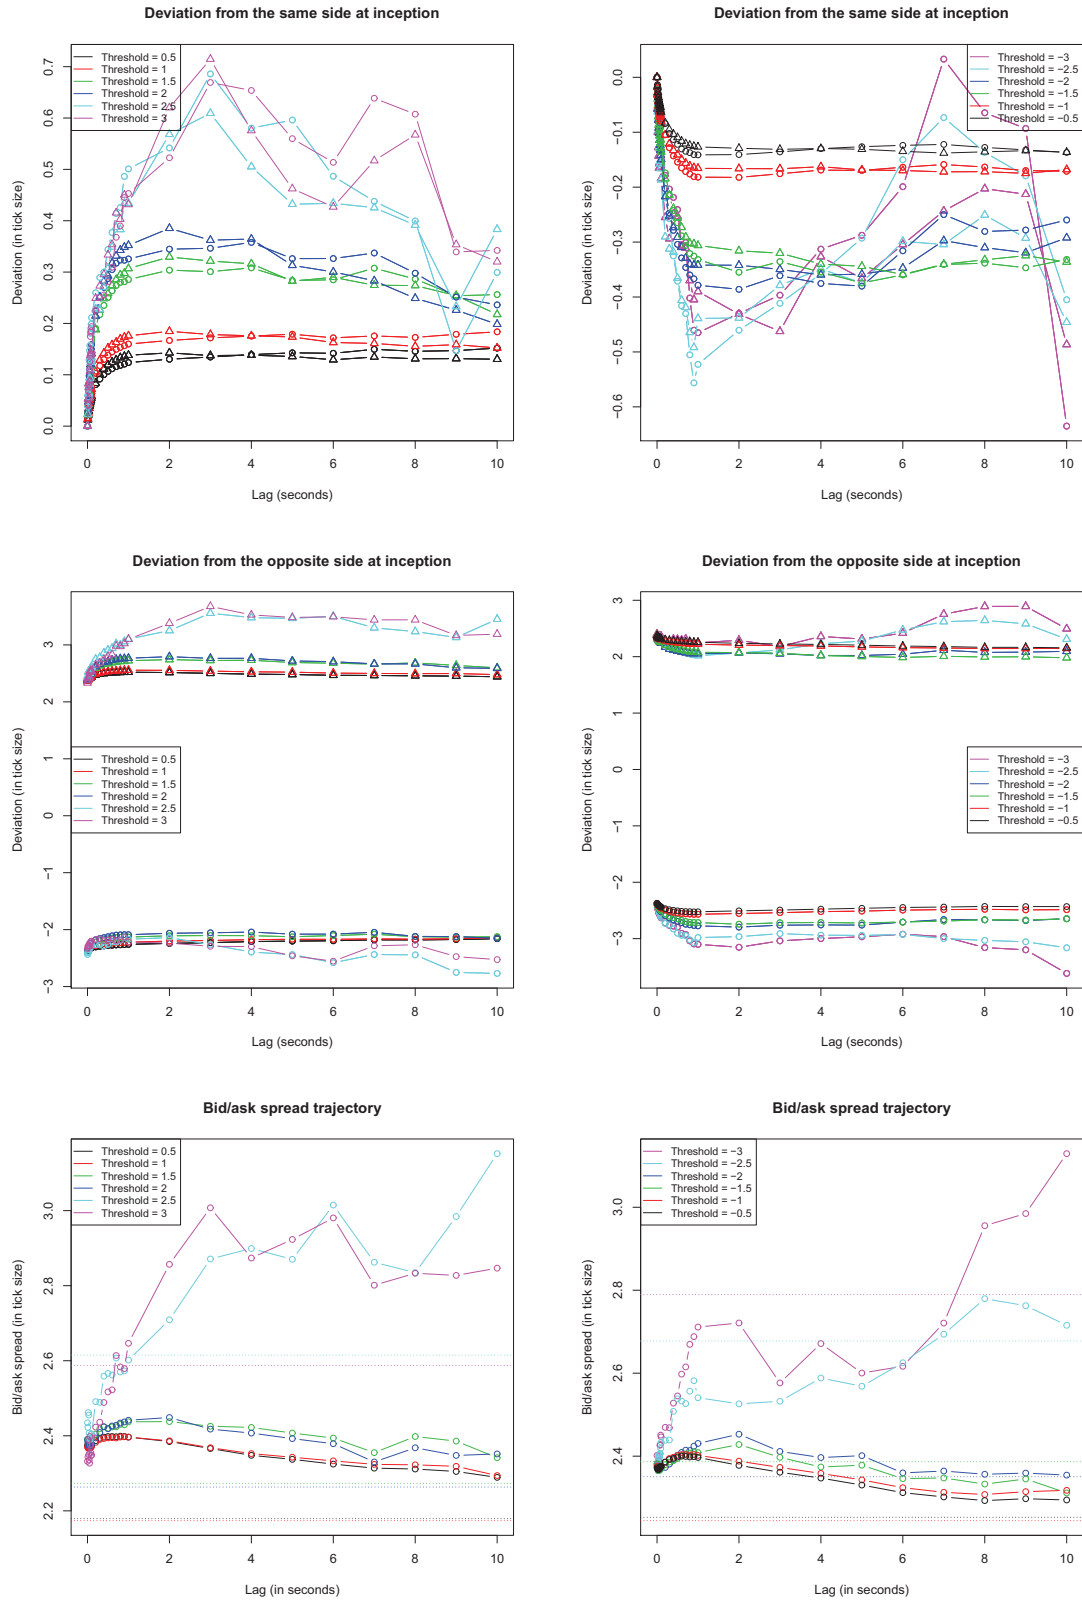 Deviation from the same side at inception
Deviation (in tick size)
0.7
0.6
0.5
0.4
0.3
0.2
0.1
0.0
Threshold = 0.5
Threshold = 1
Threshold = 1.5
Threshold = 2
Threshold = 2.5
Threshold = 3
0 2 4 6 8 10
Lag (seconds)
Deviation from the same side at inception
Deviation (in tick size)
0.0
−0.1
−0.2
−0.3
−0.4
−0.5
−0.6
Threshold = −3
Threshold = −2.5
Threshold = −2
Threshold = −1.5
Threshold = −1
Threshold = −0.5
0 2 4 6 8 10
Lag (seconds)
Deviation from the opposite side at inception
Deviation (in tick size)
3
2
1
0
−1
−2
−3
Threshold = 0.5
Threshold = 1
Threshold = 1.5
Threshold = 2
Threshold = 2.5
Threshold = 3
0 2 4 6 8 10
Lag (seconds)
Deviation from the opposite side at inception
Deviation (in tick size)
3
2
1
0
−1
−2
−3
Threshold = −3
Threshold = −2.5
Threshold = −2
Threshold = −1.5
Threshold = −1
Threshold = −0.5
0 2 4 6 8 10
Lag (seconds)
Bid/ask spread trajectory
Bid/ask spread (in tick size)
3.0
2.8
2.6
2.4
2.2
Threshold = 0.5
Threshold = 1
Threshold = 1.5
Threshold = 2
Threshold = 2.5
Threshold = 3
0 2 4 6 8 10
Lag (in seconds)
Bid/ask spread trajectory
Bid/ask spread (in tick size)
3.0
2.8
2.6
2.4
Threshold = −3
Threshold = −2.5
Threshold = −2
Threshold = −1.5
Threshold = −1
Threshold = −0.5
0 2 4 6 8 10
Lag (in seconds)